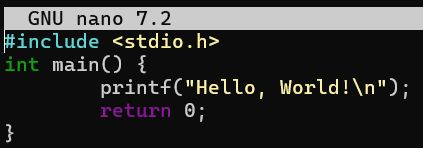 GNU nano 7.2
#include <stdio.h>
int main() {
        printf("Hello, World!\n");
        return 0;
}